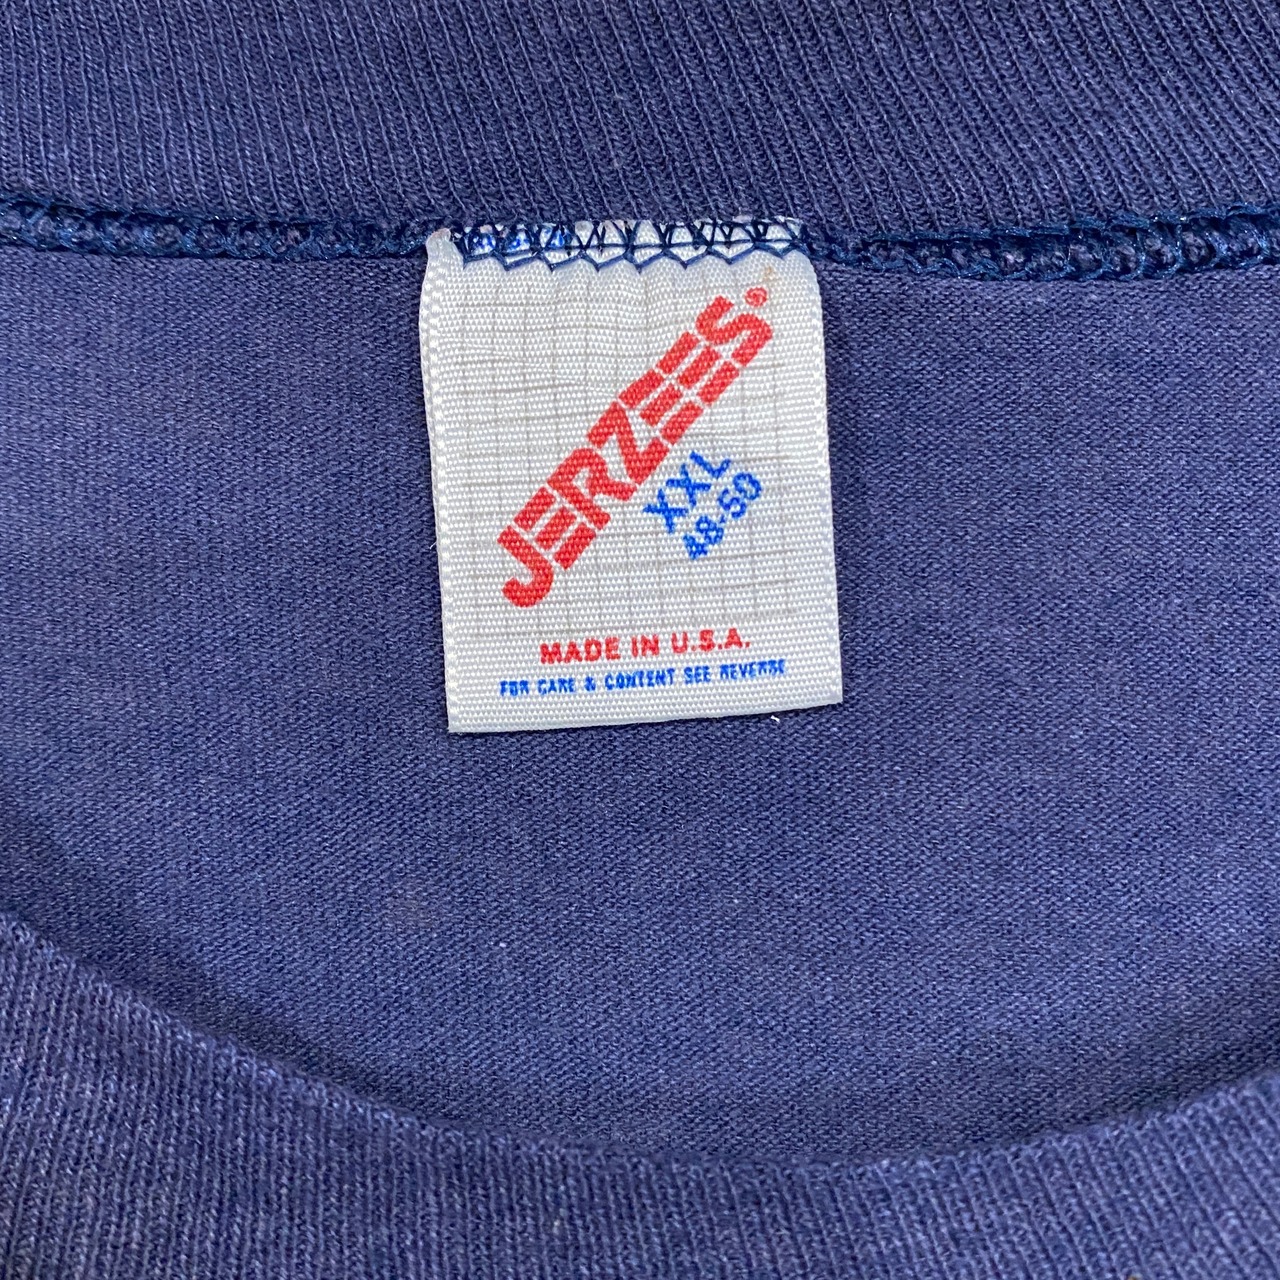 JERZEES®
XXL
48-50
MADE IN U.S.A.
FOR CARE & CONTENT SEE REVERSE